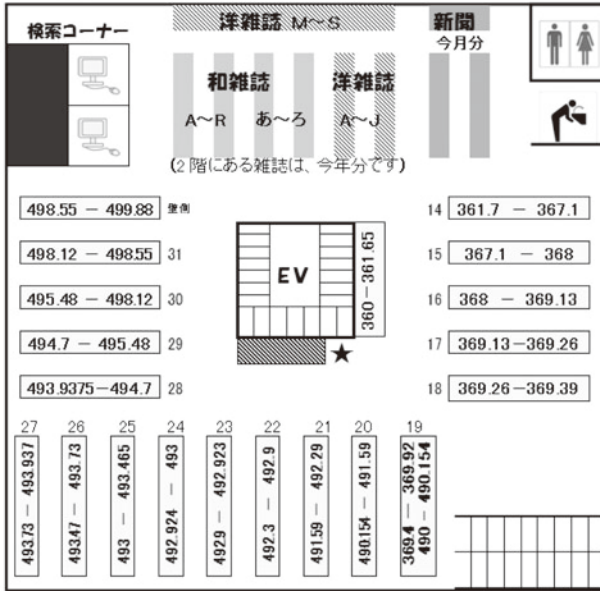 検索コーナー
洋雑誌 M～S
新聞
今月分
和雑誌
洋雑誌
A～R
あ～ろ
A～J
(2階にある雑誌は、今年分です)
498.55 － 499.88 壁側
498.12 － 498.55 31
495.48 － 498.12 30
494.7 － 495.48 29
493.9375－494.7 28
EV
360－361.65
★
14 361.7 － 367.1
15 367.1 － 368
16 368 － 369.13
17 369.13－369.26
18 369.26－369.39
27
493.73 － 493.937
26
493.47 － 493.73
25
493 － 493.465
24
492.924 － 493
23
492.9 － 492.923
22
492.3 － 492.9
21
491.59 － 492.29
20
490.154 － 491.59
19
369.4 － 369.92
490 － 490.154